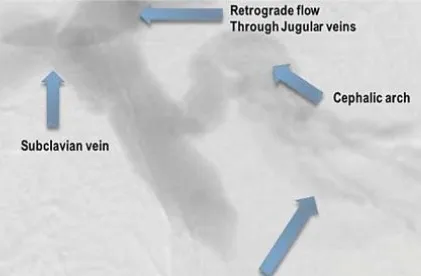 Retrograde flow
Through Jugular veins
Cephalic arch
Subclavian vein